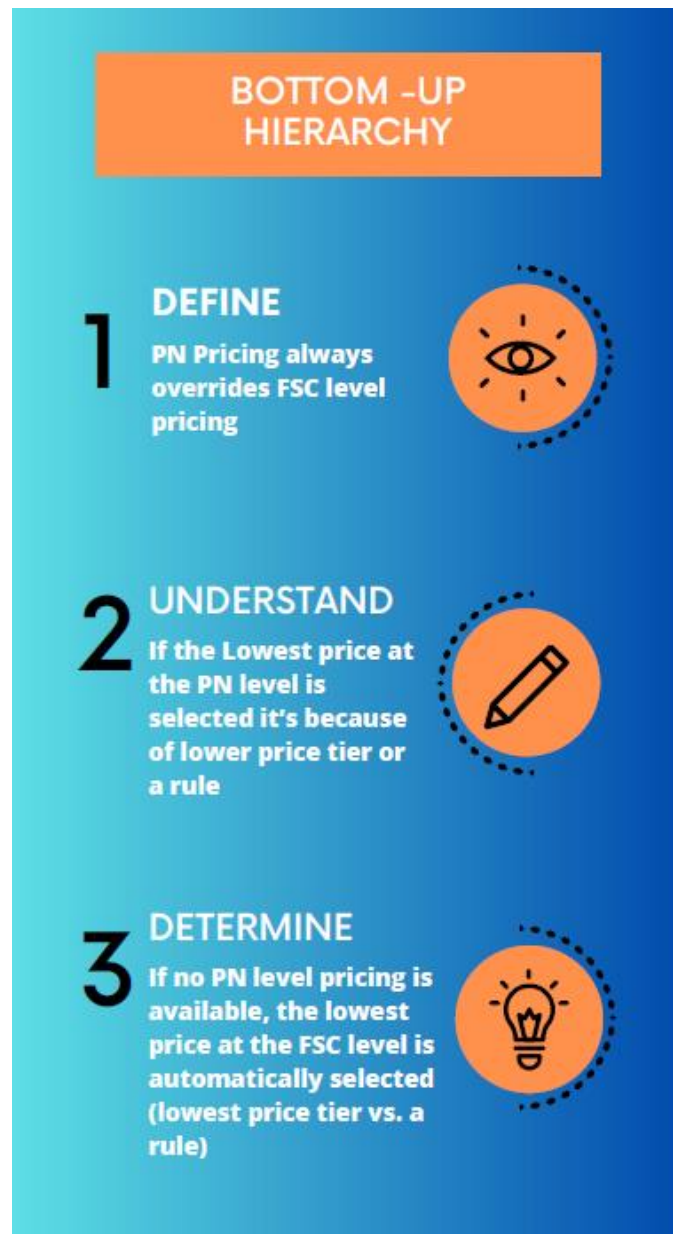 BOTTOM -UP
HIERARCHY
1
DEFINE
PN Pricing always
overrides FSC level
pricing
2
UNDERSTAND
If the Lowest price at
the PN level is
selected it's because
of lower price tier or
a rule
3
DETERMINE
If no PN level pricing is
available, the lowest
price at the FSC level is
automatically selected
(lowest price tier vs. a
rule)